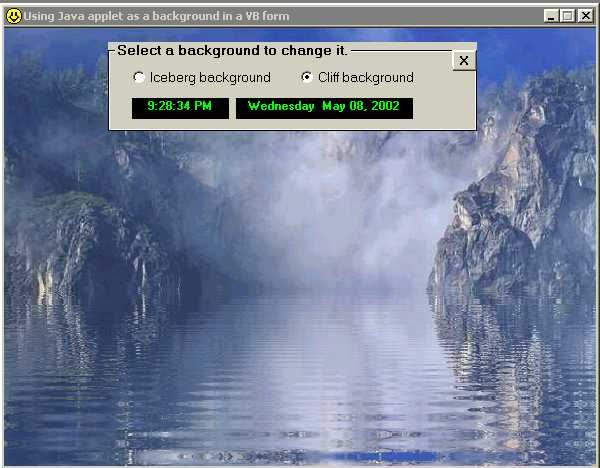 Using Java applet as a background in a VB form
Select a background to change it.
X
Iceberg background Cliff background
9:28:34 PM Wednesday May 08, 2002